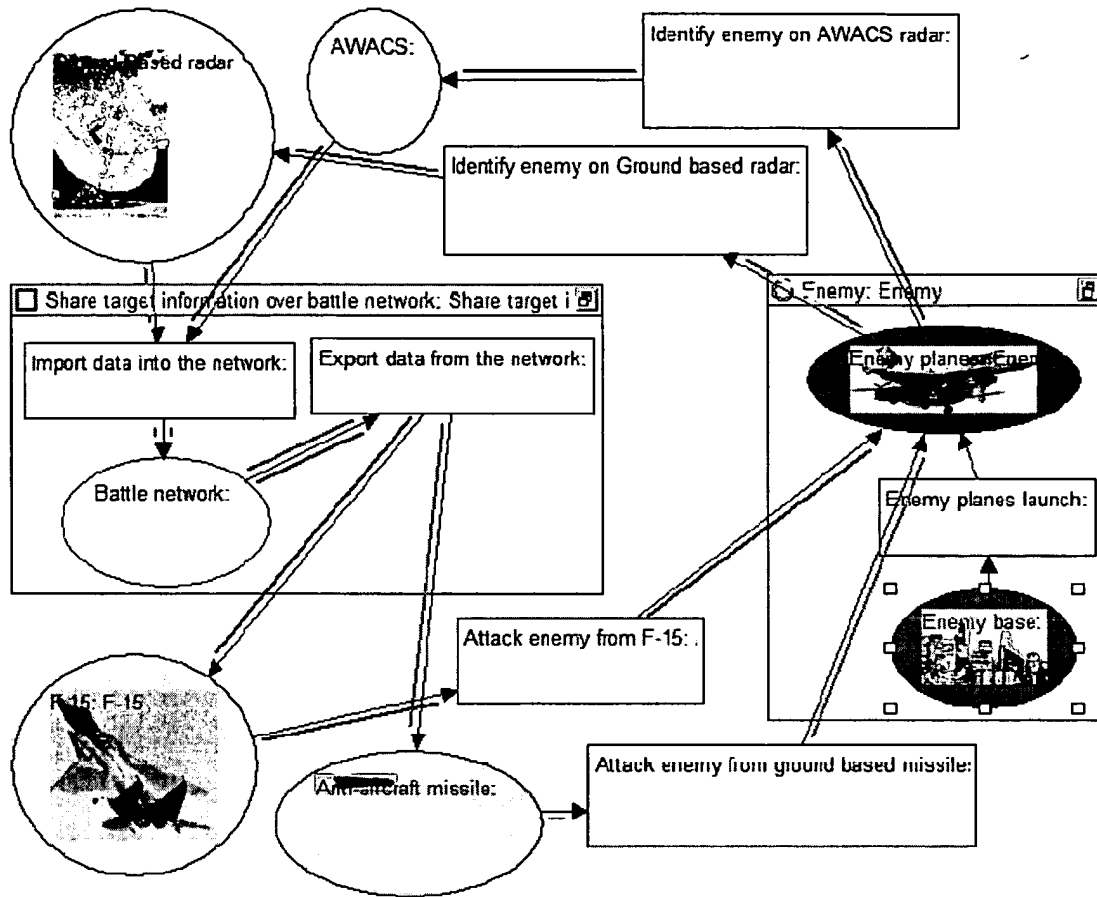 based radar
AWACS:
Identify enemy on AWACS radar:
Identify enemy on Ground based radar:
Share target information over battle network: Share target i
Enemy: Enemy
Import data into the network:
Export data from the network:
Enemy planes: Enem
Battle network:
Enemy planes launch:
Enemy base:
Attack enemy from F-15:
F-15: F-15
Attack enemy from ground based missile:
Anti-aircraft missile: